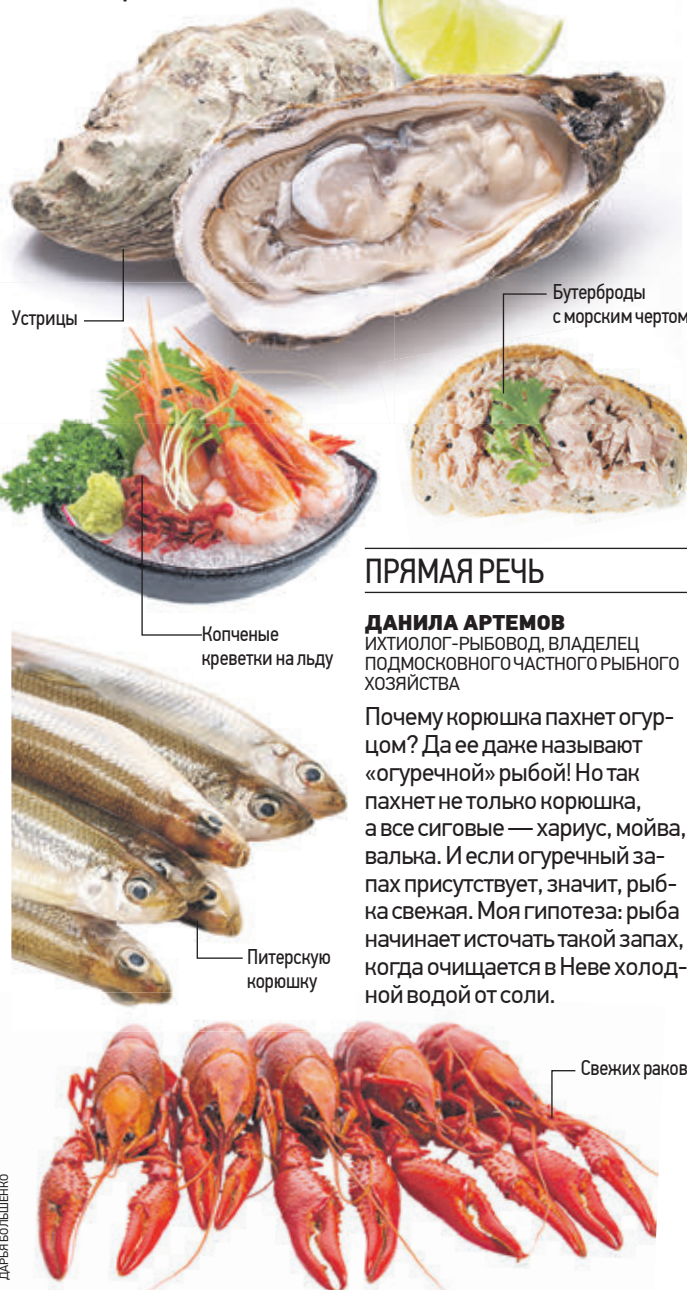 Устрицы
Бутерброды
с морским чертом
Копченые
креветки на льду
ПРЯМАЯ РЕЧЬ
ДАНИЛА АРТЕМОВ
ИХТИОЛОГ-РЫБОВОД, ВЛАДЕЛЕЦ
ПОДМОСКОВНОГО ЧАСТНОГО РЫБНОГО
ХОЗЯЙСТВА
Почему корюшка пахнет огур-
цом? Да ее даже называют
«огуречной» рыбой! Но так
пахнет не только корюшка,
а все сиговые — хариус, мойва,
валька. И если огуречный за-
пах присутствует, значит, рыб-
ка свежая. Моя гипотеза: рыба
начинает источать такой запах,
когда очищается в Неве холод-
ной водой от соли.
Питерскую
корюшку
Свежих раков
ДАРЬЯ БОЛЬШЕНКО